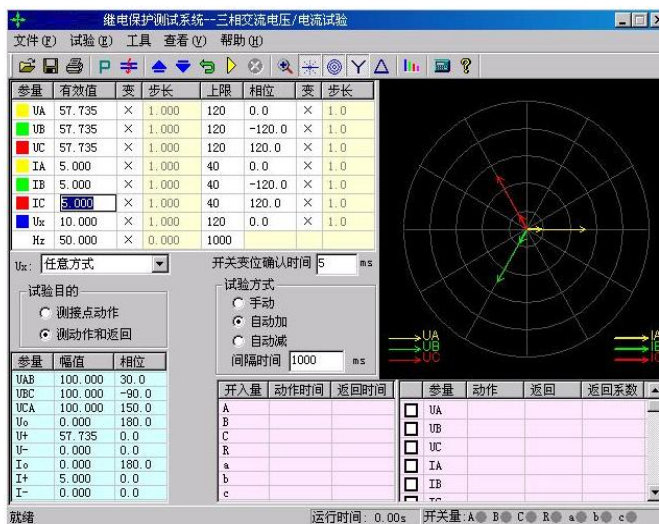 继电保护测试系统--三相交流电压/电流试验
文件(F) 试验(E) 工具 查看(V) 帮助(H)
参量 有效值 变 步长 上限 相位 变 步长
UA 57.735 × 1.000 120 0.0 × 1.0
UB 57.735 × 1.000 120 -120.0 × 1.0
UC 57.735 × 1.000 120 120.0 × 1.0
IA 5.000 × 1.000 40 0.0 × 1.0
IB 5.000 × 1.000 40 -120.0 × 1.0
IC 5.000 × 1.000 40 120.0 × 1.0
Ux 10.000 × 1.000 120 0.0 × 1.0
Hz 50.000 × 0.000 1000
Ux: 任意方式 开关变位确认时间 5 ms
试验目的
测接点动作
测动作和返回
试验方式
手动
自动加
自动减
间隔时间 1000 ms
UA
UB
UC
IA
IB
IC
参量 幅值 相位
UAB 100.000 30.0
UBC 100.000 -90.0
UCA 100.000 150.0
Uo 0.000 180.0
U+ 57.735 0.0
U- 0.000 0.0
Io 0.000 180.0
I+ 5.000 0.0
I- 0.000 0.0
开入量 动作时间 返回时间
A
B
C
R
a
b
c
参量 动作 返回 返回系数
UA
UB
UC
IA
IB
IC
就绪 运行时间: 0.00s 开关量:A B C R a b c